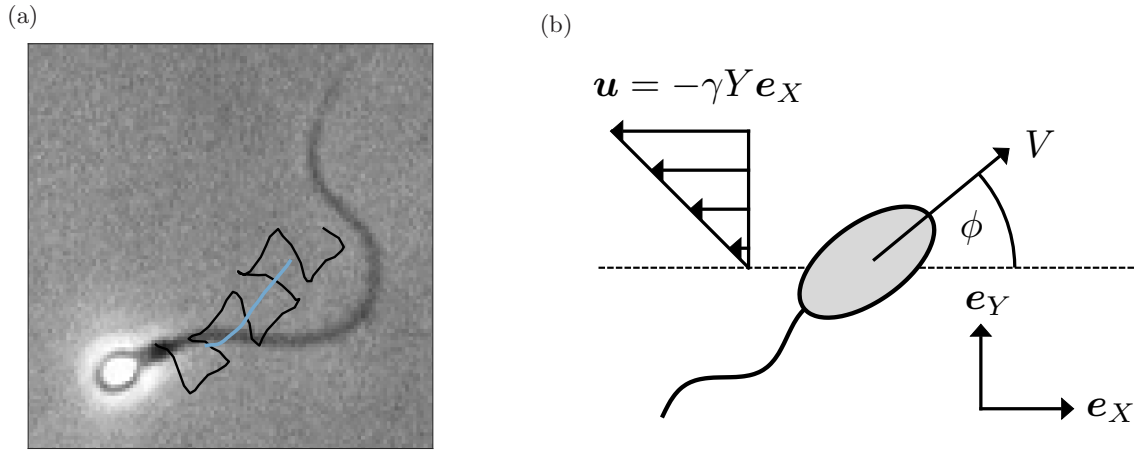 (a)
(b)
u = −γY e_X
V
ϕ
e_Y
e_X